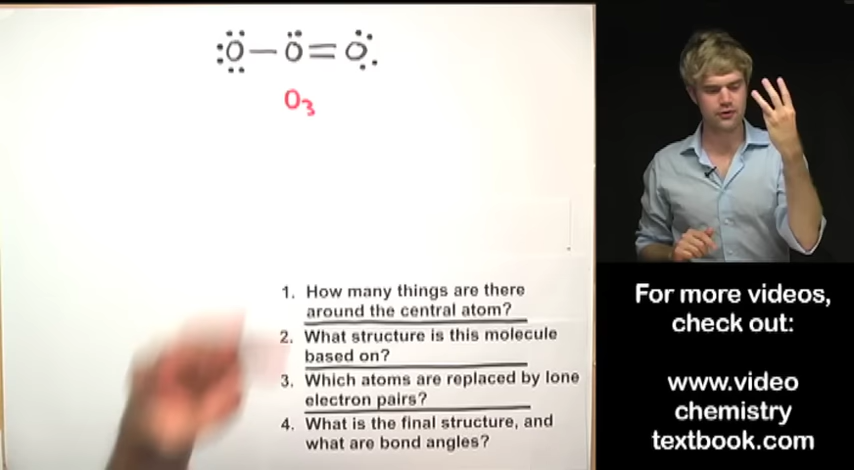 :Ö — Ö = Ö:
O₃
1. How many things are there
around the central atom?
2. What structure is this molecule
based on?
3. Which atoms are replaced by lone
electron pairs?
4. What is the final structure, and
what are bond angles?
For more videos,
check out:
www.video
chemistry
textbook.com